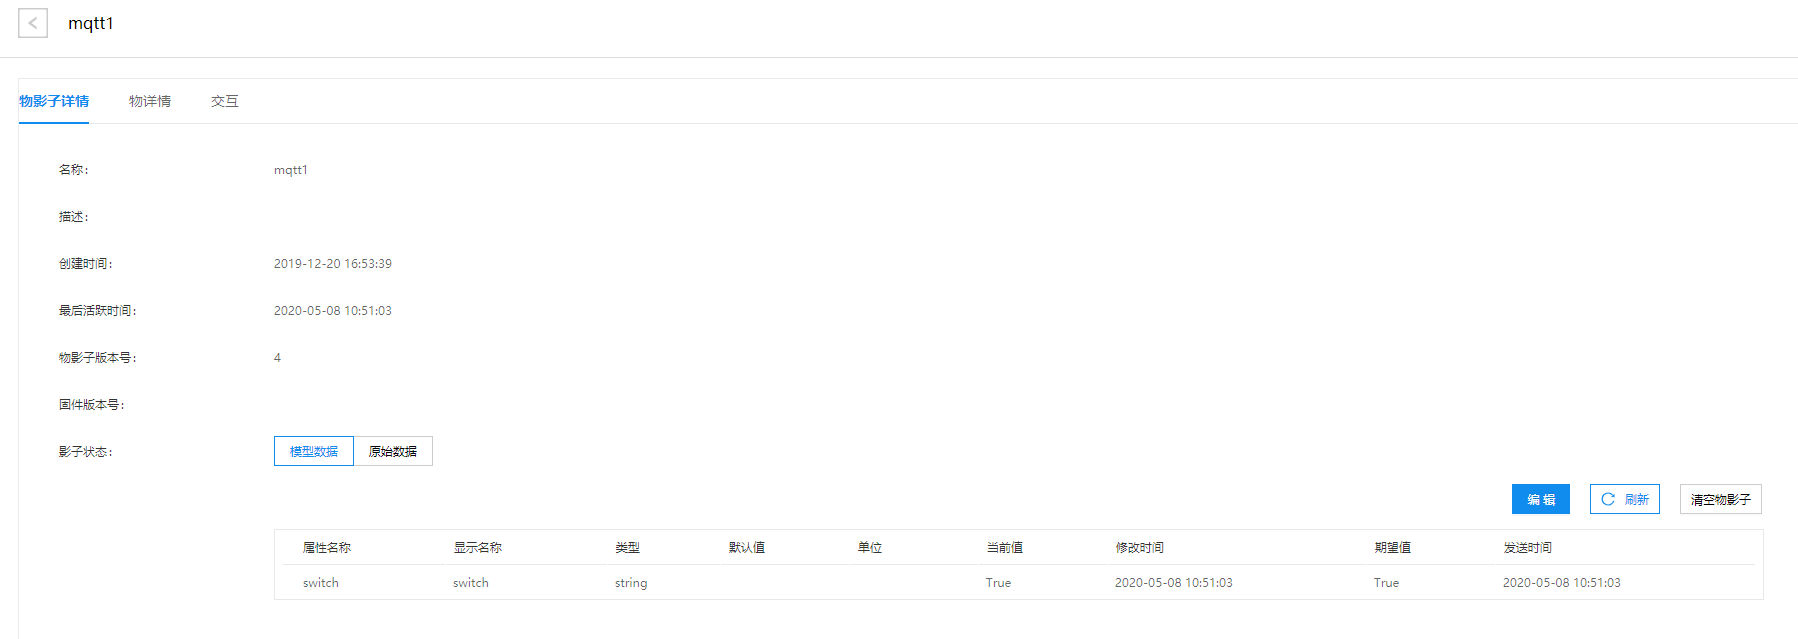 mqtt1
物影子详情 物详情 交互
名称: mqtt1
描述:
创建时间: 2019-12-20 16:53:39
最后活跃时间: 2020-05-08 10:51:03
物影子版本号: 4
固件版本号:
影子状态: 模型数据 原始数据
编 辑 刷新 清空物影子
属性名称 显示名称 类型 默认值 单位 当前值 修改时间 期望值 发送时间
switch switch string True 2020-05-08 10:51:03 True 2020-05-08 10:51:03